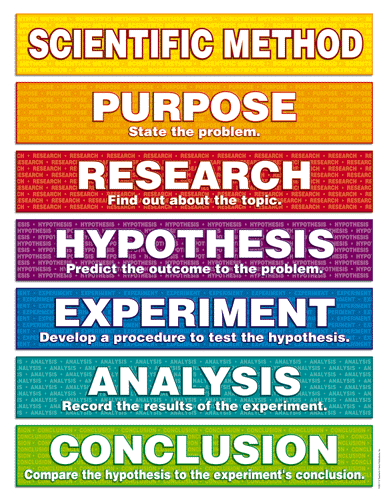 SCIENTIFIC METHOD
PURPOSE
State the problem.
RESEARCH
Find out about the topic.
HYPOTHESIS
Predict the outcome to the problem.
EXPERIMENT
Develop a procedure to test the hypothesis.
ANALYSIS
Record the results of the experiment.
CONCLUSION
Compare the hypothesis to the experiment's conclusion.